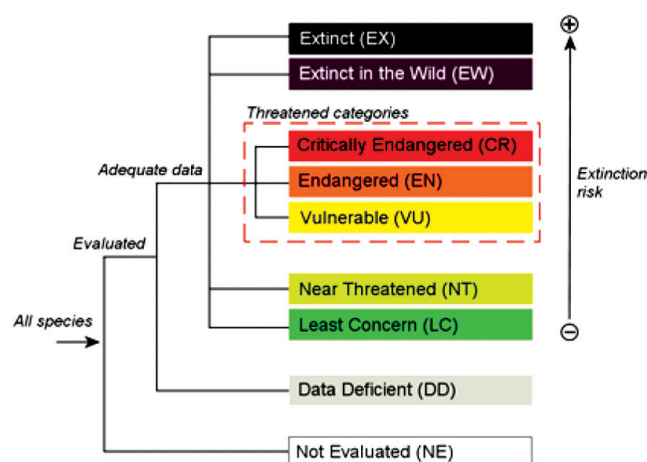 Extinct (EX)
Extinct in the Wild (EW)
Threatened categories
Critically Endangered (CR)
Adequate data
Endangered (EN)
Extinction
risk
Vulnerable (VU)
Evaluated
Near Threatened (NT)
All species
Least Concern (LC)
Data Deficient (DD)
Not Evaluated (NE)